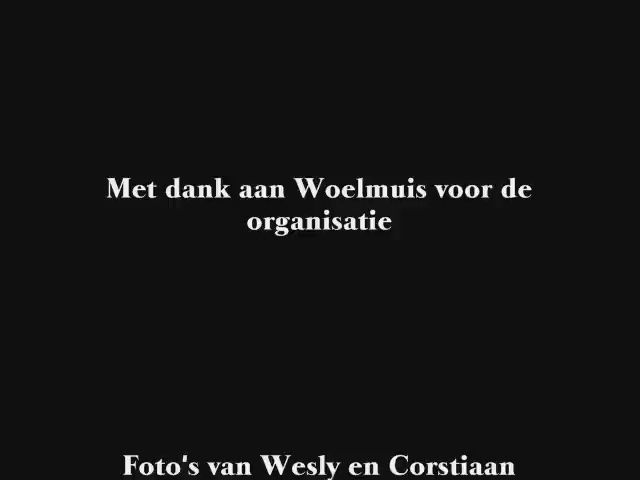 Met dank aan Woelmuis voor de
organisatie
Foto's van Wesly en Corstiaan